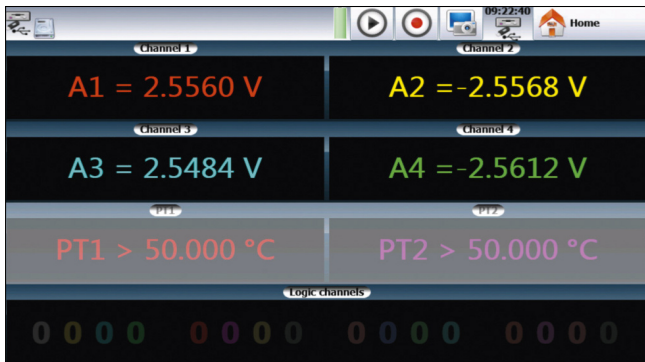 09:22:40
Home
Channel 1 Channel 2
A1 = 2.5560 V A2 =-2.5568 V
Channel 3 Channel 4
A3 = 2.5484 V A4 =-2.5612 V
PT1 PT2
PT1 > 50.000 °C PT2 > 50.000 °C
Logic channels
0 0 0 0 0 0 0 0 0 0 0 0 0 0 0 0